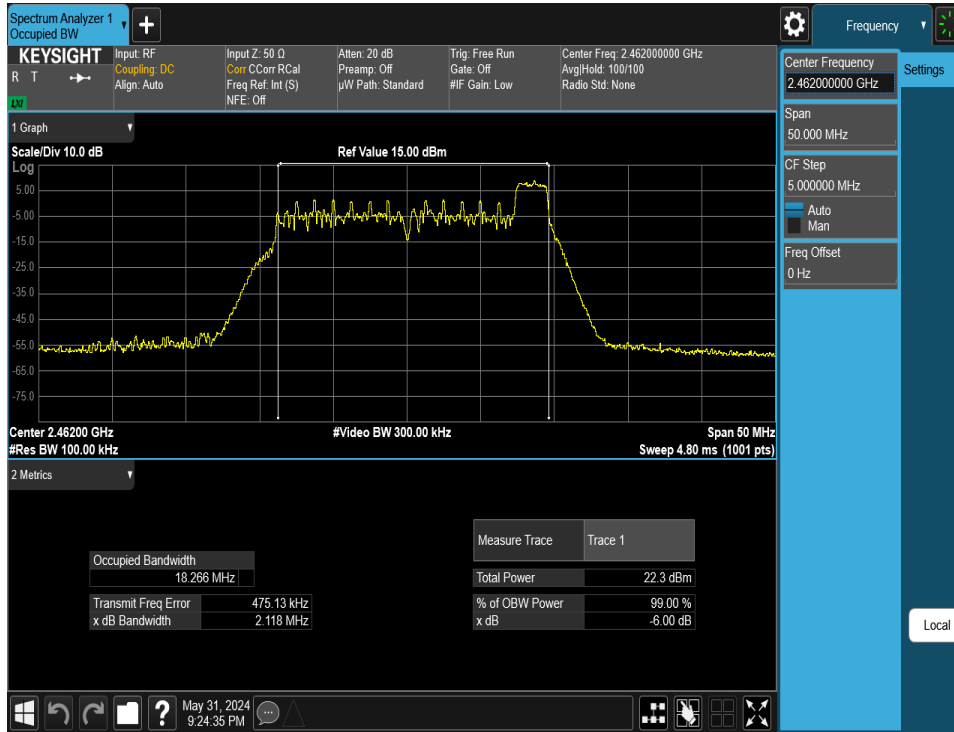 Spectrum Analyzer 1
Occupied BW
Frequency
KEYSIGHT
R T
LXI
Input: RF
Coupling: DC
Align: Auto
Input Z: 50 Ω
Corr CCorr RCal
Freq Ref: Int (S)
NFE: Off
Atten: 20 dB
Preamp: Off
µW Path: Standard
Trig: Free Run
Gate: Off
#IF Gain: Low
Center Freq: 2.462000000 GHz
Avg|Hold: 100/100
Radio Std: None
Center Frequency
2.462000000 GHz
Settings
Span
50.000 MHz
CF Step
5.000000 MHz
Auto
Man
Freq Offset
0 Hz
Local
1 Graph
Scale/Div 10.0 dB
Ref Value 15.00 dBm
Log
5.00
-5.00
-15.0
-25.0
-35.0
-45.0
-55.0
-65.0
-75.0
Center 2.46200 GHz
#Video BW 300.00 kHz
Span 50 MHz
#Res BW 100.00 kHz
Sweep 4.80 ms (1001 pts)
2 Metrics
Occupied Bandwidth
18.266 MHz
Transmit Freq Error 475.13 kHz
x dB Bandwidth 2.118 MHz
Measure Trace Trace 1
Total Power 22.3 dBm
% of OBW Power 99.00 %
x dB -6.00 dB
May 31, 2024
9:24:35 PM